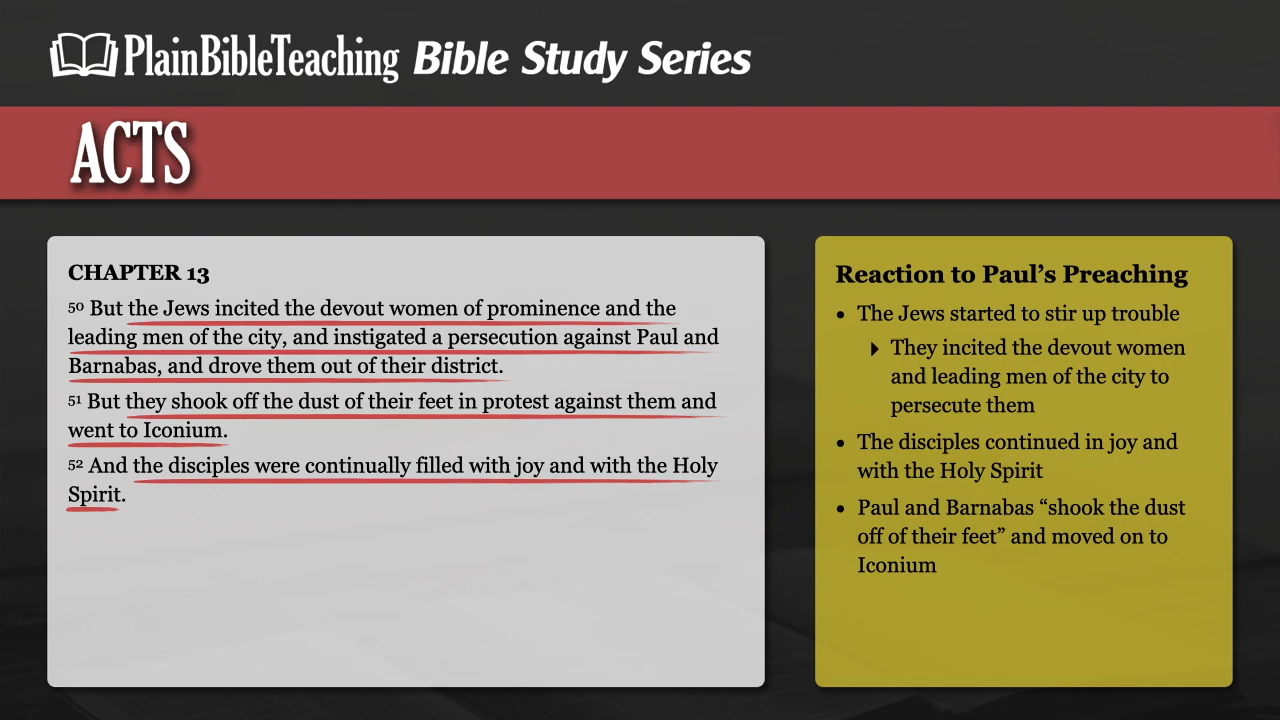 PlainBibleTeaching Bible Study Series
ACTS
CHAPTER 13
50 But the Jews incited the devout women of prominence and the
leading men of the city, and instigated a persecution against Paul and
Barnabas, and drove them out of their district.
51 But they shook off the dust of their feet in protest against them and
went to Iconium.
52 And the disciples were continually filled with joy and with the Holy
Spirit.
Reaction to Paul’s Preaching
• The Jews started to stir up trouble
They incited the devout women
and leading men of the city to
persecute them
• The disciples continued in joy and
with the Holy Spirit
• Paul and Barnabas “shook the dust
off of their feet” and moved on to
Iconium